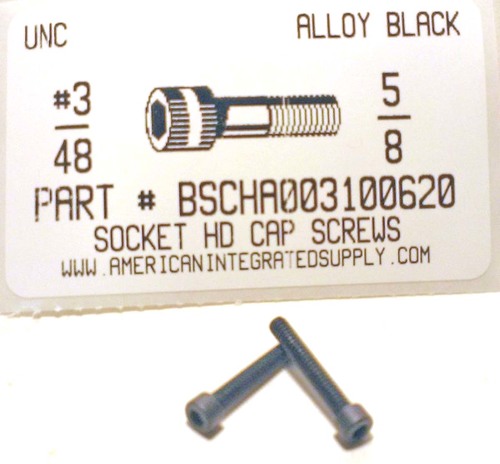 UNC ALLOY BLACK
#3 5
48 8
PART # BSCHA003100620
SOCKET HD CAP SCREWS
WWW.AMERICANINTEGRATEDSUPPLY.COM